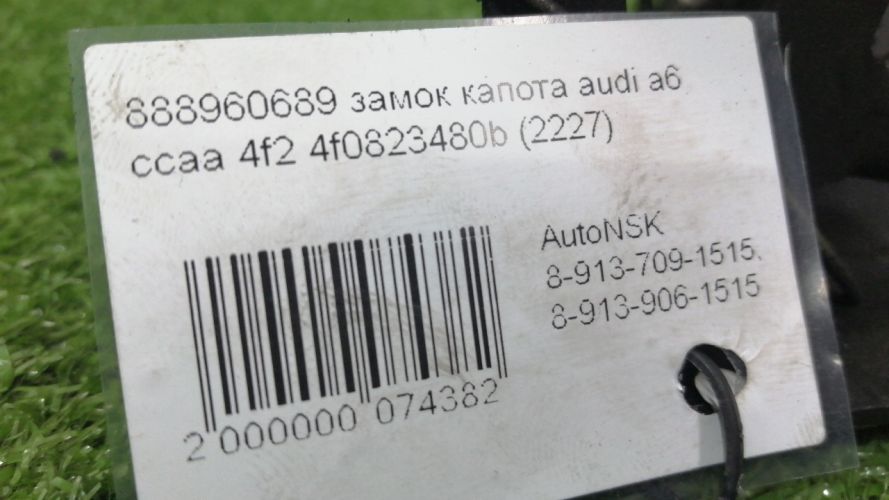 888960689 замок капота audi a6
ccaa 4f2 4f0823480b (2227)
AutoNSK
8-913-709-1515,
8-913-906-1515
2 000000 074382